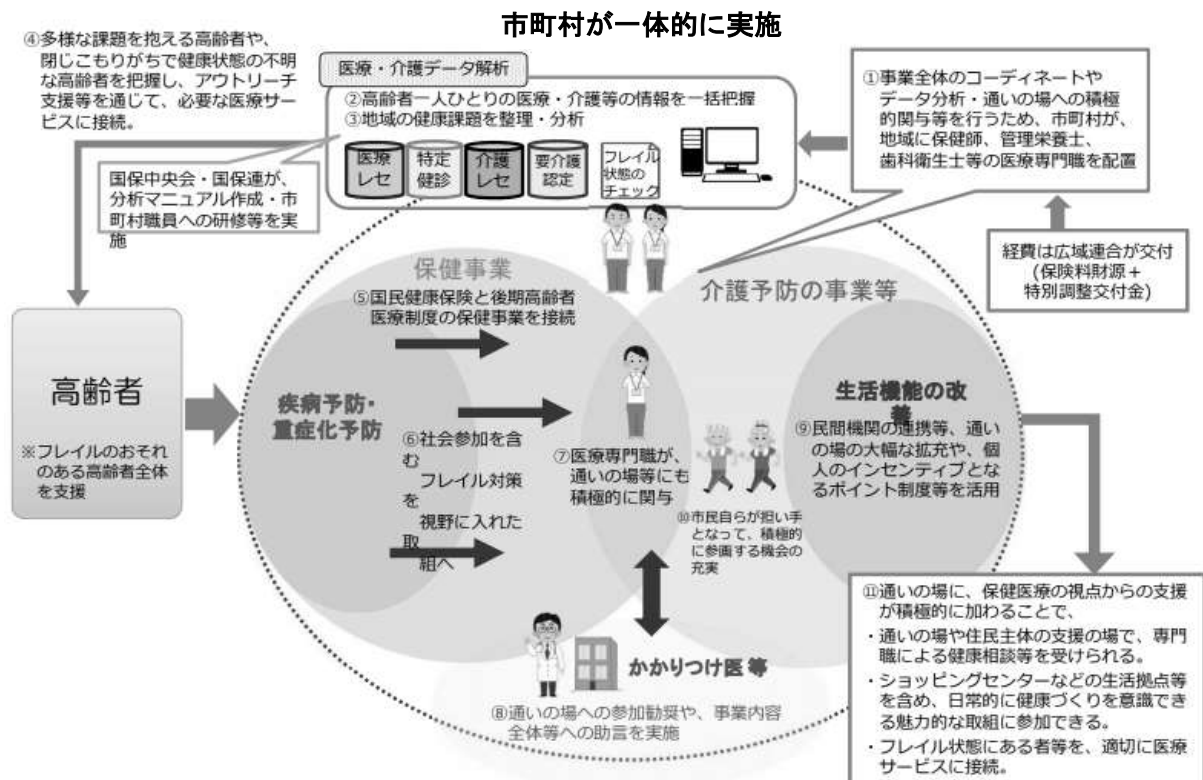 市町村が一体的に実施
④多様な課題を抱える高齢者や、
閉じこもりがちで健康状態の不明
な高齢者を把握し、アウトリーチ
支援等を通じて、必要な医療サー
ビスに接続。
医療・介護データ解析
②高齢者一人ひとりの医療・介護等の情報を一括把握
③地域の健康課題を整理・分析
医療
レセ
特定
健診
介護
レセ
要介護
認定
フレイル
状態の
チェック
①事業全体のコーディネートや
データ分析・通いの場への積極
的関与等を行うため、市町村が、
地域に保健師、管理栄養士、
歯科衛生士等の医療専門職を配置
国保中央会・国保連が、
分析マニュアル作成・市
町村職員への研修等を実
施
経費は広域連合が交付
(保険料財源＋
特別調整交付金)
保健事業
⑤国民健康保険と後期高齢者
医療制度の保健事業を接続
介護予防の事業等
高齢者
※フレイルのおそれ
のある高齢者全体
を支援
疾病予防・
重症化予防
⑥社会参加を含
む
フレイル対策
を
視野に入れた
取
組へ
⑦医療専門職が、
通いの場等にも
積極的に関与
生活機能の改
善
⑨民間機関の連携等、通い
の場の大幅な拡充や、個
人のインセンティブとな
るポイント制度等を活用
⑩市民自らが担い手
となって、積極的
に参画する機会の
充実
かかりつけ医 等
⑧通いの場への参加勧奨や、事業内容
全体等への助言を実施
⑪通いの場に、保健医療の視点からの支援
が積極的に加わることで、
・通いの場や住民主体の支援の場で、専門
職による健康相談等を受けられる。
・ショッピングセンターなどの生活拠点等
を含め、日常的に健康づくりを意識でき
る魅力的な取組に参加できる。
・フレイル状態にある者等を、適切に医療
サービスに接続。